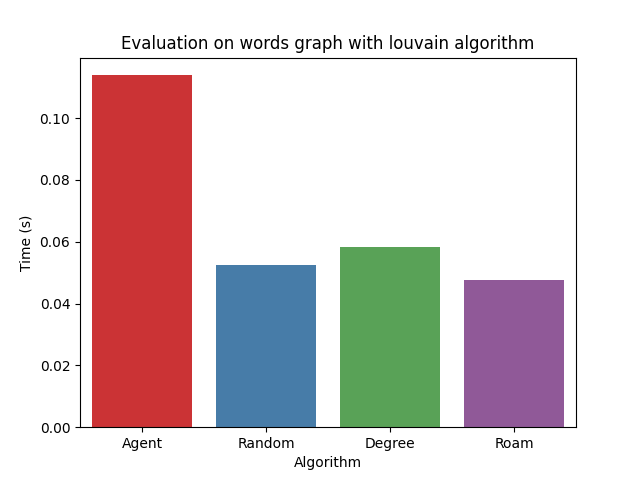 Evaluation on words graph with louvain algorithm
0.10
0.08
0.06
0.04
0.02
0.00
Time (s)
Agent Random Degree Roam
Algorithm